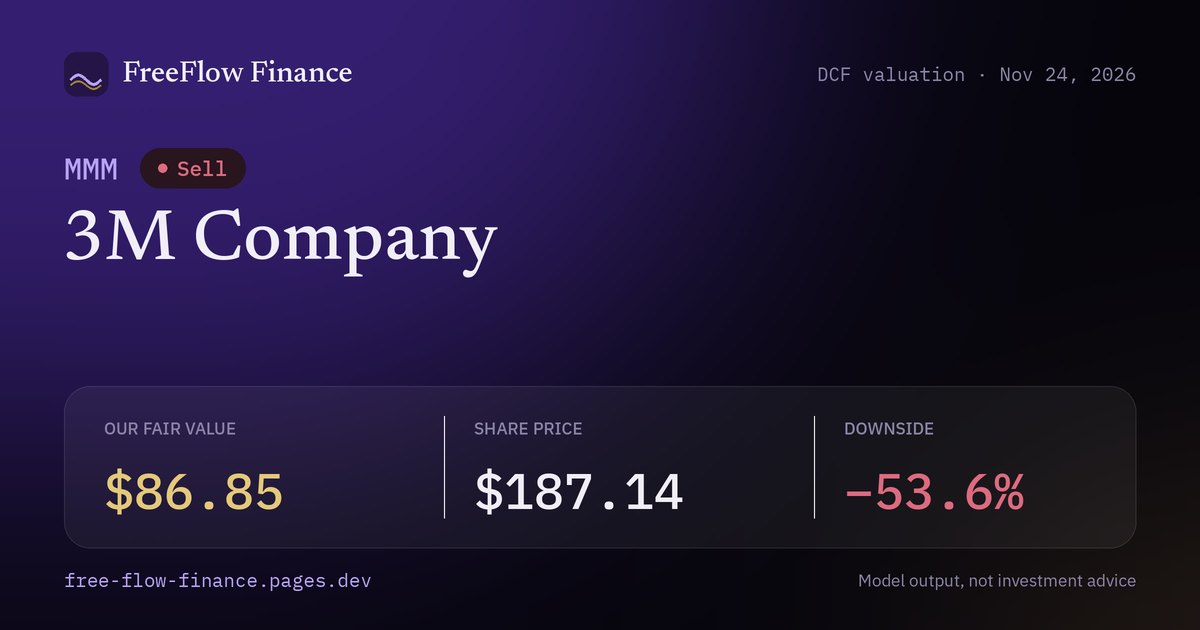 FreeFlow Finance
DCF valuation · Nov 24, 2026
MMM
Sell
3M Company
OUR FAIR VALUE
$86.85
SHARE PRICE
$187.14
DOWNSIDE
−53.6%
free-flow-finance.pages.dev
Model output, not investment advice